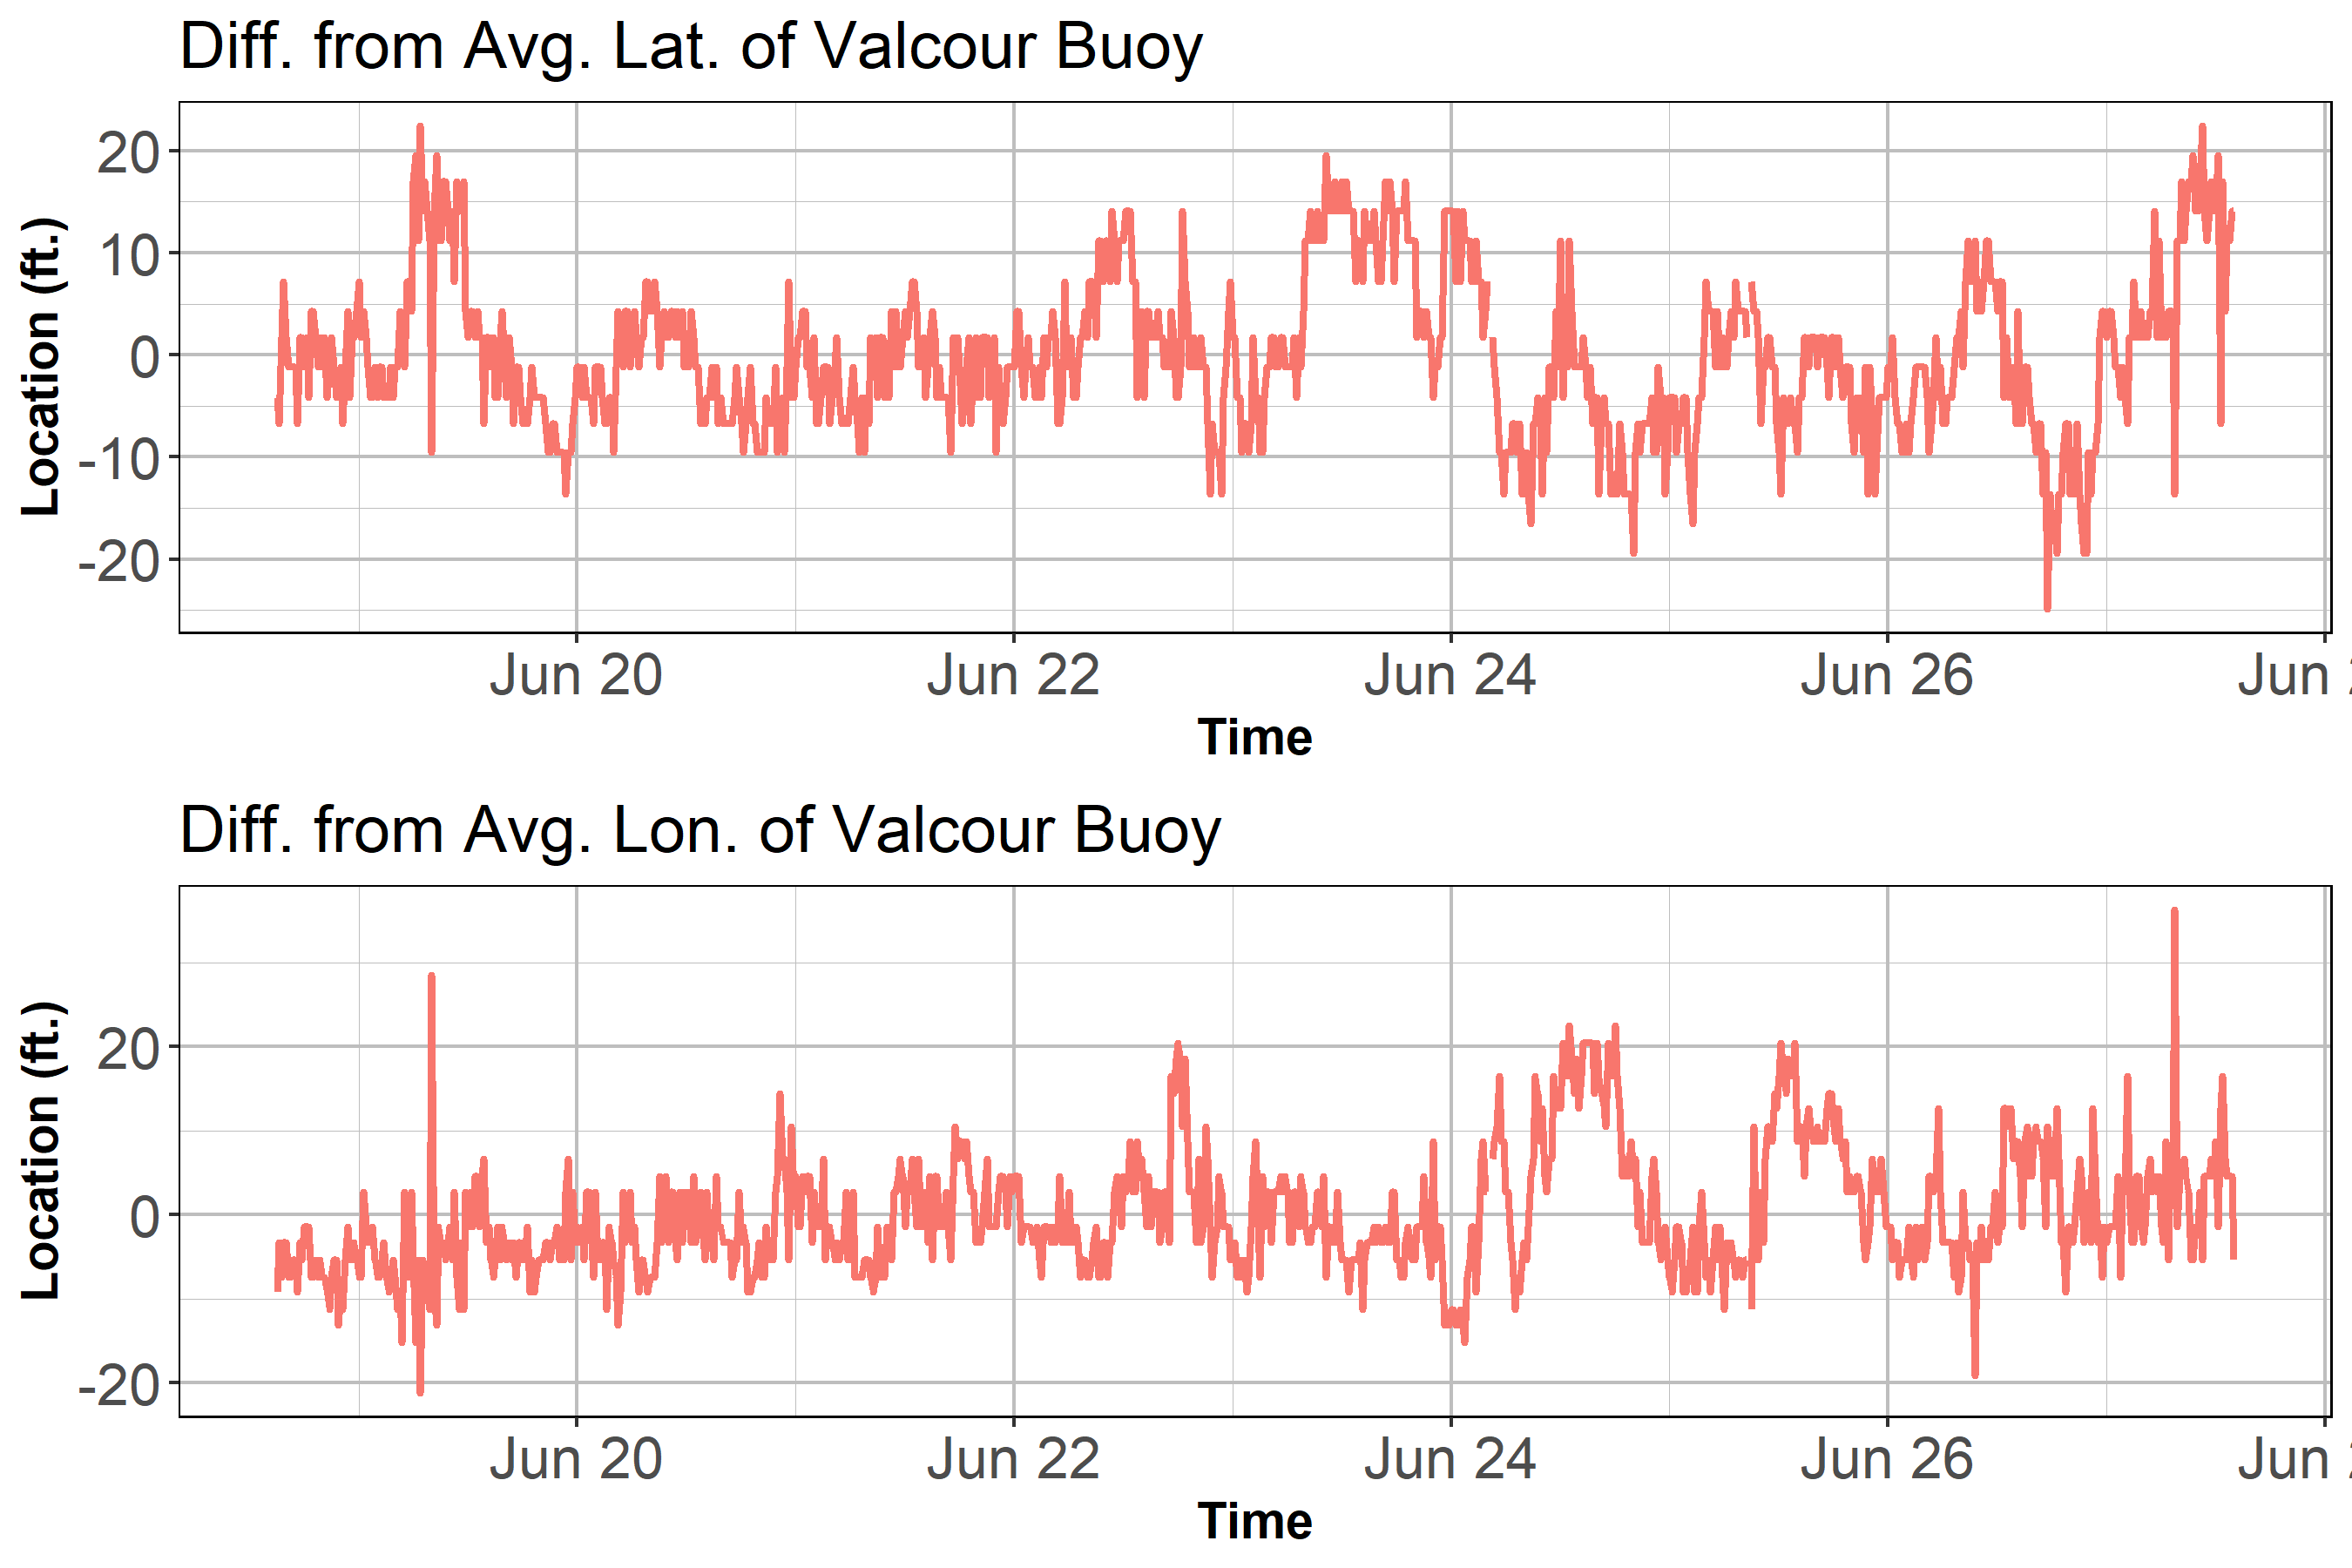 Diff. from Avg. Lat. of Valcour Buoy
Location (ft.)
20
10
0
-10
-20
Jun 20 Jun 22 Jun 24 Jun 26 Jun
Time
Diff. from Avg. Lon. of Valcour Buoy
Location (ft.)
20
0
-20
Jun 20 Jun 22 Jun 24 Jun 26 Jun
Time